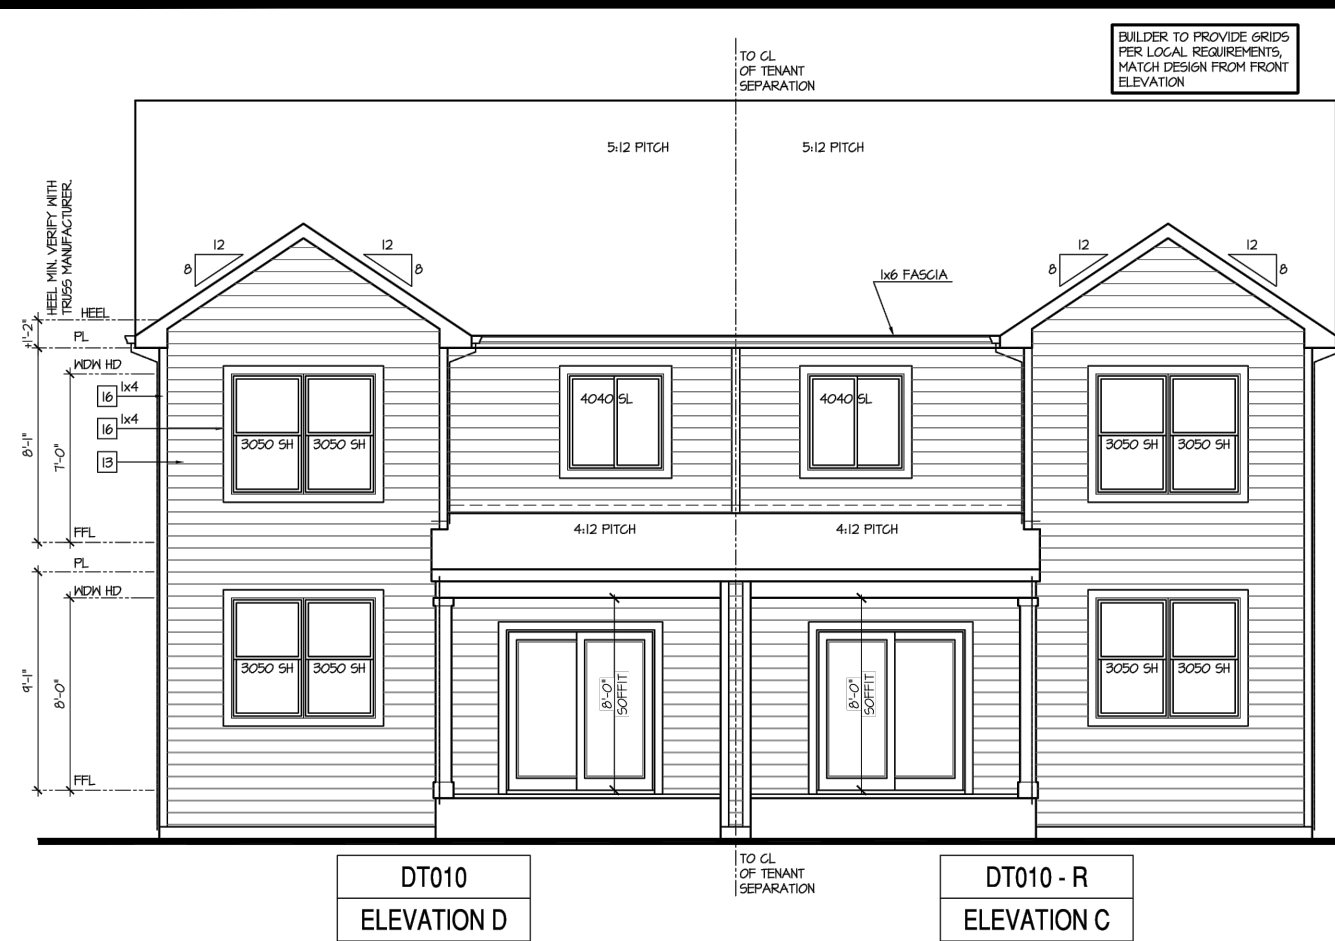 BUILDER TO PROVIDE GRIDS
PER LOCAL REQUIREMENTS,
MATCH DESIGN FROM FRONT
ELEVATION
TO CL
OF TENANT
SEPARATION
5:12 PITCH
5:12 PITCH
HEEL MIN. VERIFY WITH
TRUSS MANUFACTURER.
12
8
12
8
12
8
12
8
1x6 FASCIA
HEEL
±1'-2"
PL
WDW HD
16
1x4
16
1x4
13
8'-1"
7'-0"
3050 SH
3050 SH
4040 SL
4040 SL
3050 SH
3050 SH
FFL
4:12 PITCH
4:12 PITCH
PL
WDW HD
9'-1"
8'-0"
3050 SH
3050 SH
8'-0"
SOFFIT
8'-0"
SOFFIT
3050 SH
3050 SH
FFL
TO CL
OF TENANT
SEPARATION
DT010
ELEVATION D
DT010 - R
ELEVATION C